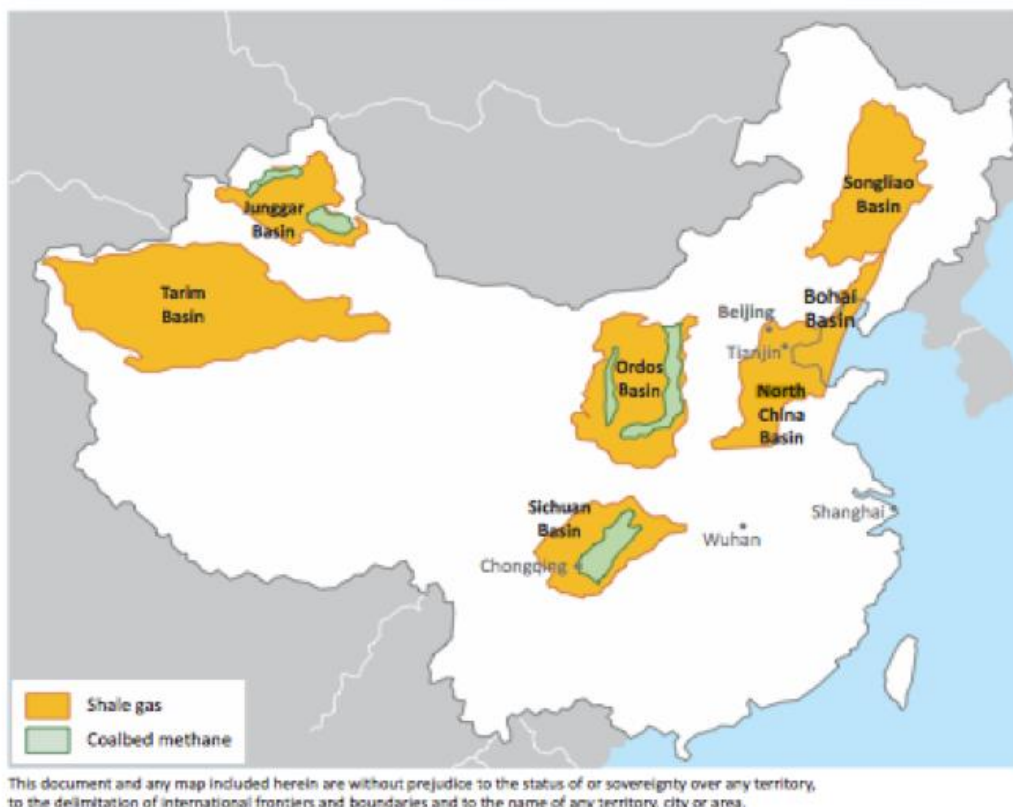 Songliao
Basin
Junggar
Basin
Tarim
Basin
Bohai
Basin
Beijing
Tianjin
Ordos
Basin
North
China
Basin
Sichuan
Basin
Shanghai
Wuhan
Chongqing
Shale gas
Coalbed methane
This document and any map included herein are without prejudice to the status of or sovereignty over any territory,
to the delimitation of international frontiers and boundaries and to the name of any territory, city or area.